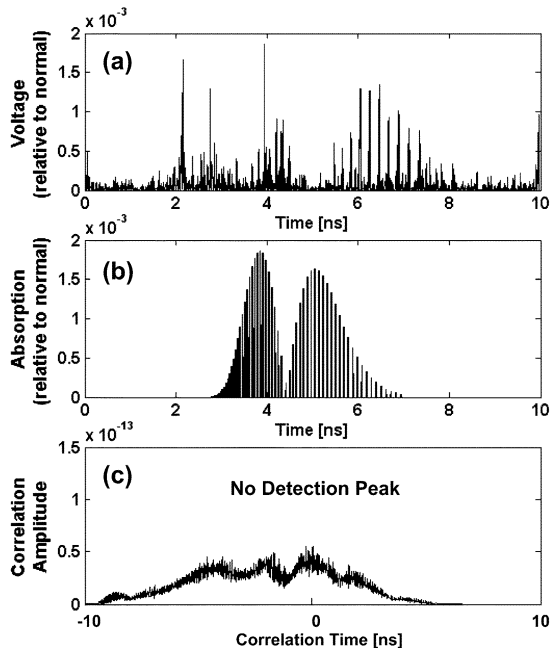 x 10-3
2
1.5
1
0.5
0
(a)
Voltage
(relative to normal)
0 2 4 6 8 10
Time [ns]
x 10-3
2
1.5
1
0.5
0
(b)
Absorption
(relative to normal)
0 2 4 6 8 10
Time [ns]
x 10-13
1.5
1
0.5
0
(c)
No Detection Peak
Correlation
Amplitude
-10 0 10
Correlation Time [ns]